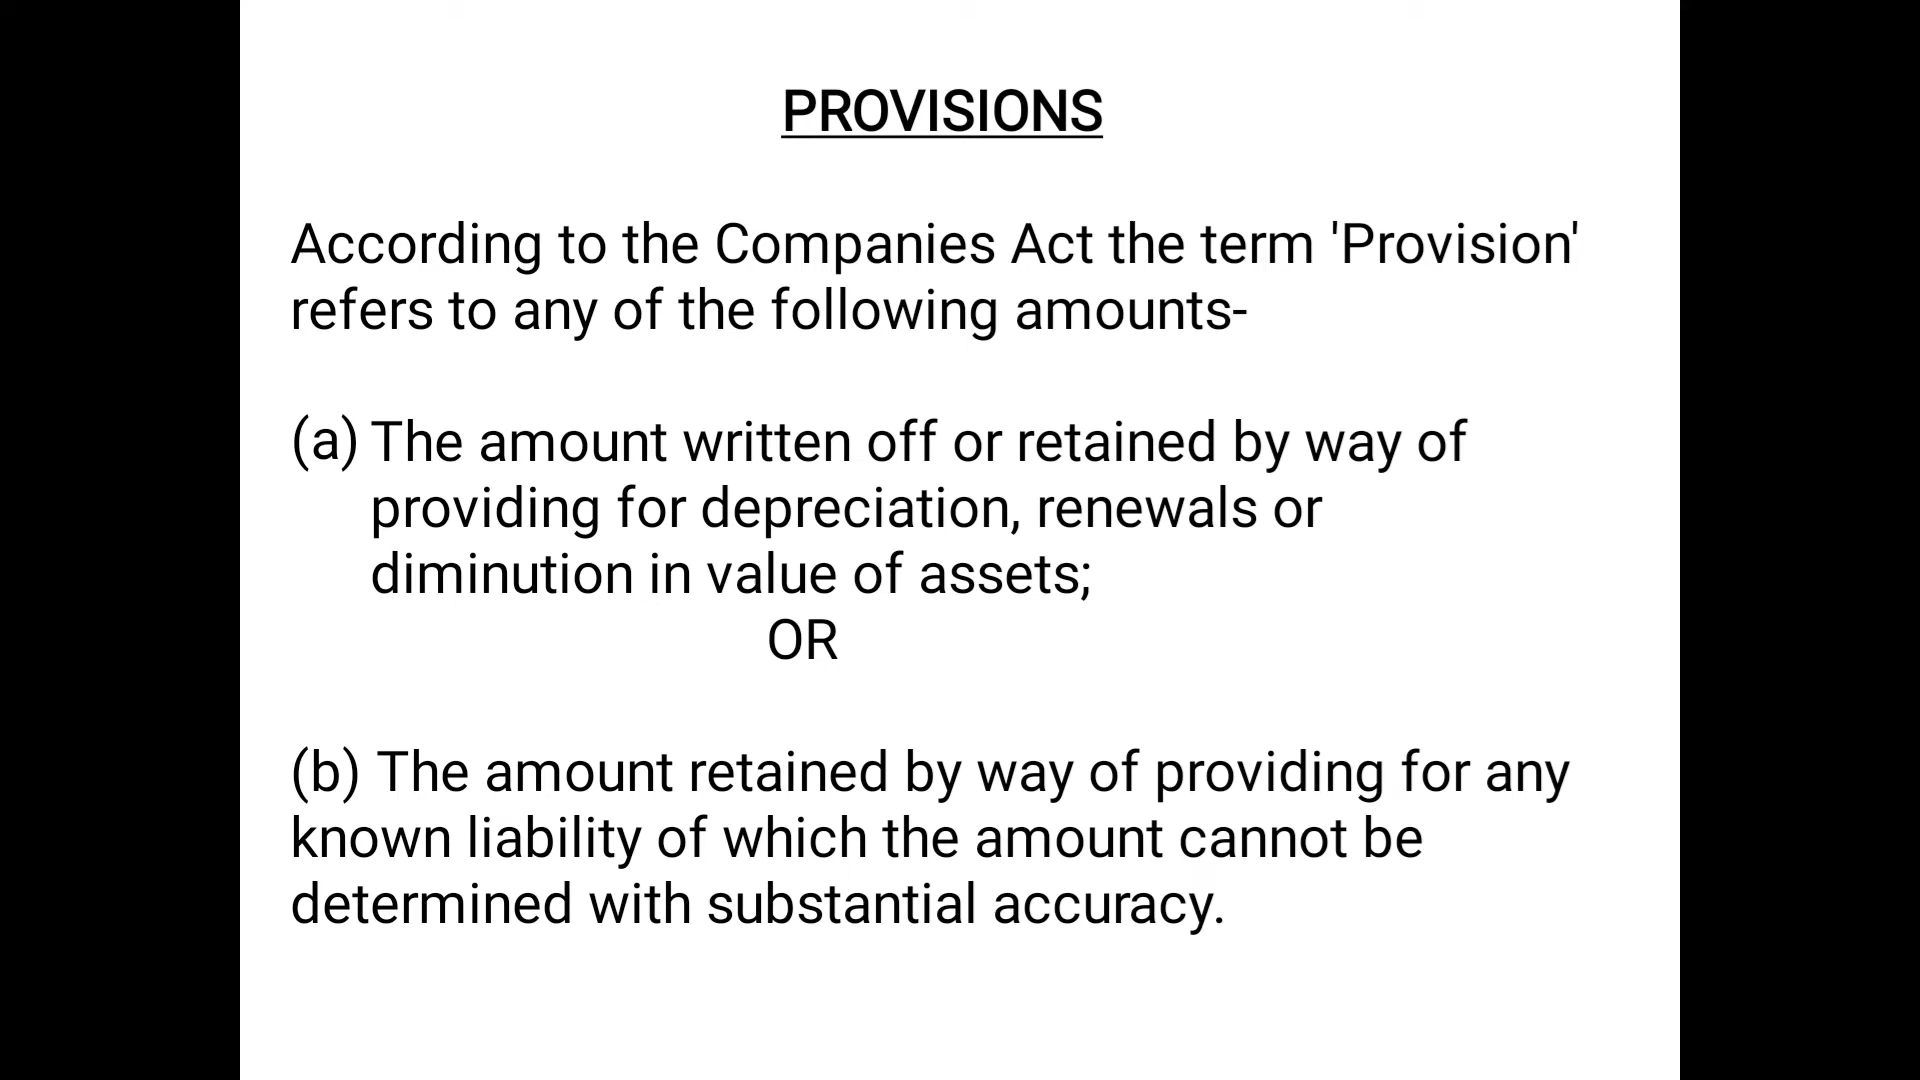 PROVISIONS
According to the Companies Act the term 'Provision'
refers to any of the following amounts-
(a) The amount written off or retained by way of
providing for depreciation, renewals or
diminution in value of assets;
OR
(b) The amount retained by way of providing for any
known liability of which the amount cannot be
determined with substantial accuracy.